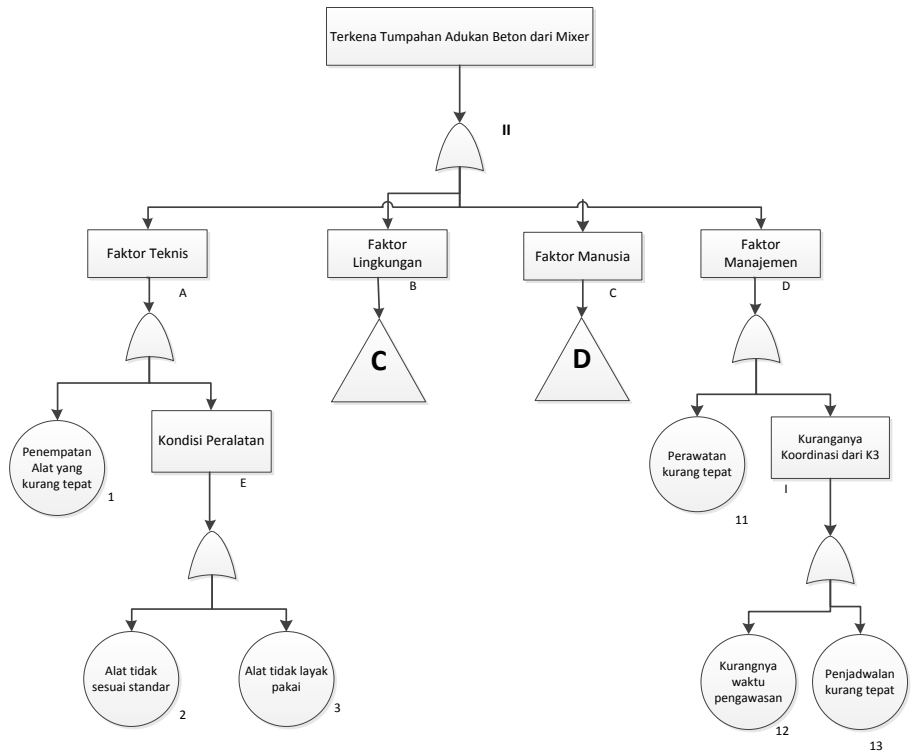 Terkena Tumpahan Adukan Beton dari Mixer
II
Faktor Teknis
A
Faktor
Lingkungan
B
Faktor Manusia
C
Faktor
Manajemen
D
C
D
Penempatan
Alat yang
kurang tepat
1
Kondisi Peralatan
E
Perawatan
kurang tepat
11
Kuranganya
Koordinasi dari K3
I
Alat tidak
sesuai standar
2
Alat tidak layak
pakai
3
Kurangnya
waktu
pengawasan
12
Penjadwalan
kurang tepat
13